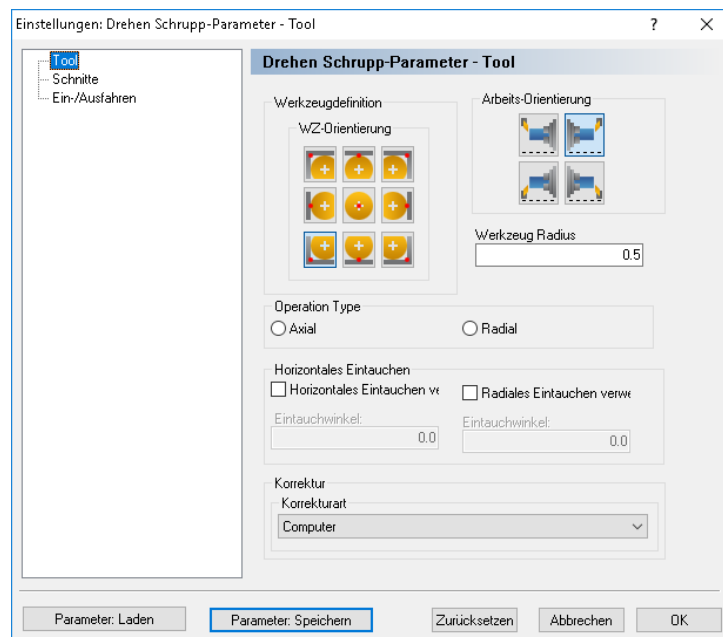 Einstellungen: Drehen Schrupp-Parameter - Tool
Tool
Schnitte
Ein-/Ausfahren
Drehen Schrupp-Parameter - Tool
Werkzeugdefinition
WZ-Orientierung
Arbeits-Orientierung
Werkzeug Radius
0.5
Operation Type
Axial
Radial
Horizontales Eintauchen
Horizontales Eintauchen ve
Radiales Eintauchen verwe
Eintauchwinkel:
0.0
Eintauchwinkel:
0.0
Korrektur
Korrekturart
Computer
Parameter: Laden
Parameter: Speichern
Zurücksetzen
Abbrechen
OK